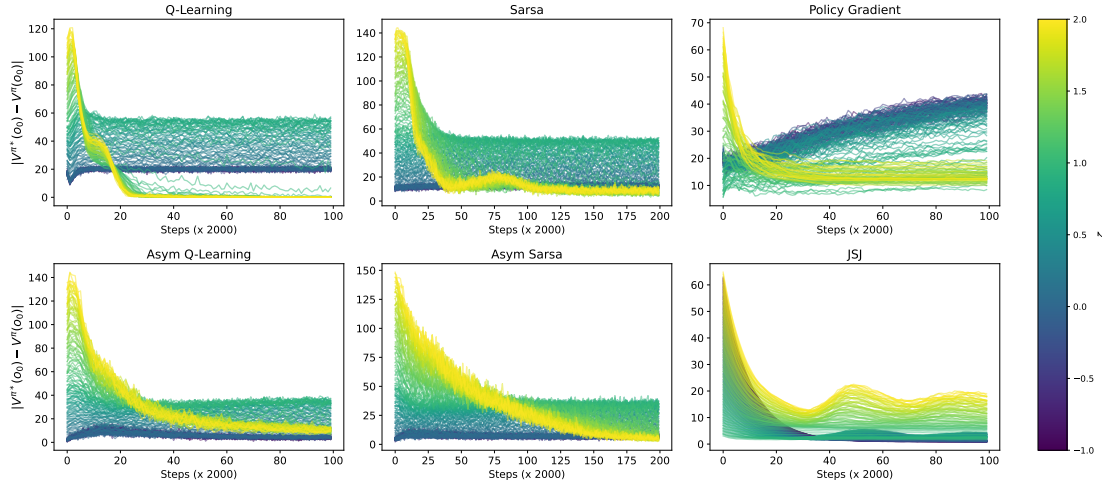 Q-Learning
Sarsa
Policy Gradient
|V^{π*}(o_0) − V^π(o_0)|
120
100
80
60
40
20
0
0 20 40 60 80 100
Steps (x 2000)
140
120
100
80
60
40
20
0
0 25 50 75 100 125 150 175 200
Steps (x 2000)
70
60
50
40
30
20
10
0 20 40 60 80 100
Steps (x 2000)
Asym Q-Learning
Asym Sarsa
JSJ
|V^{π*}(o_0) − V^π(o_0)|
140
120
100
80
60
40
20
0
0 20 40 60 80 100
Steps (x 2000)
150
125
100
75
50
25
0
0 25 50 75 100 125 150 175 200
Steps (x 2000)
60
50
40
30
20
10
0
0 20 40 60 80 100
Steps (x 2000)
2.0
1.5
1.0
0.5
0.0
−0.5
−1.0